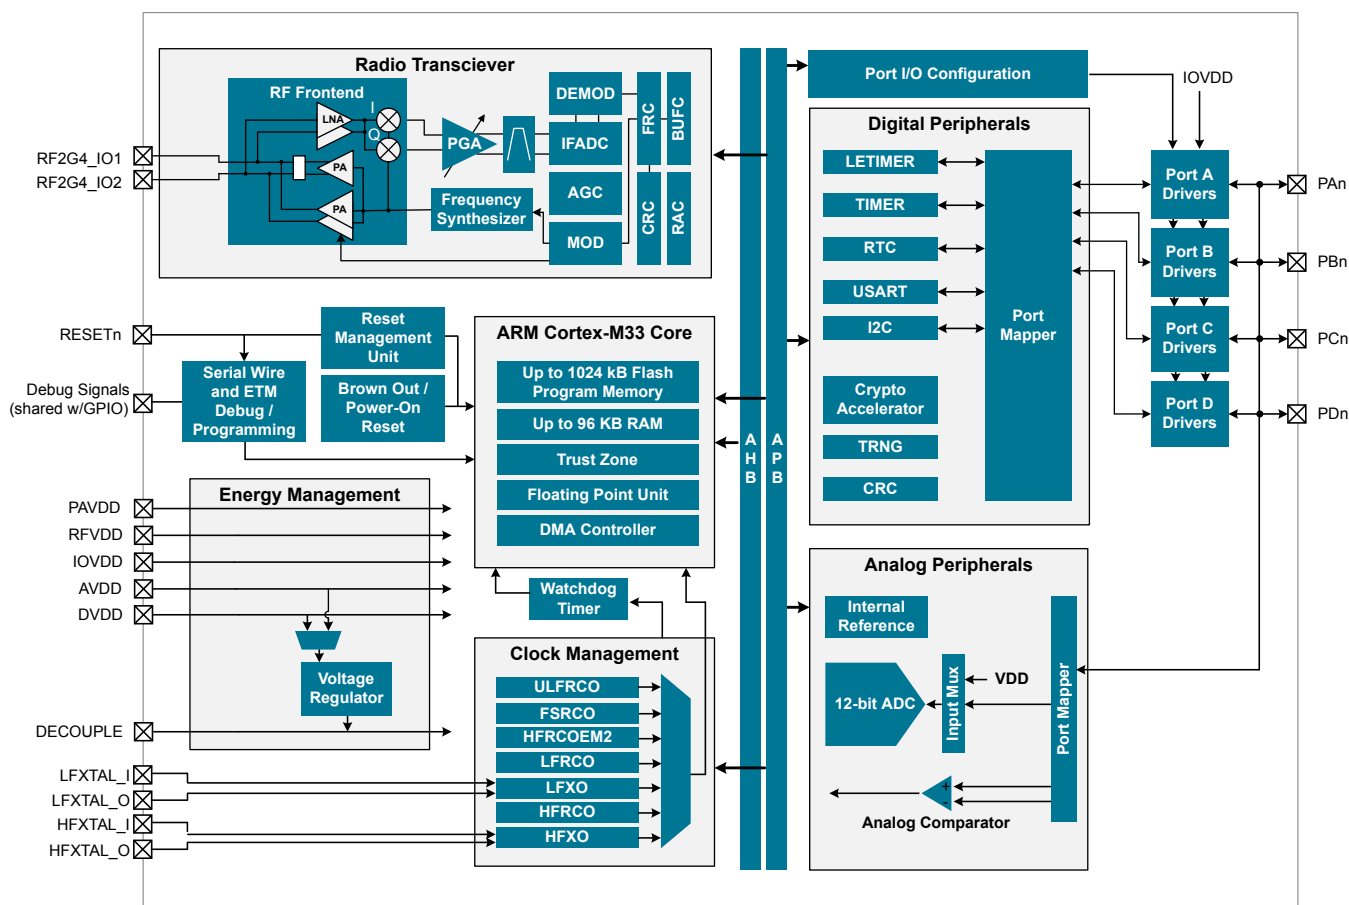 Radio Transciever
RF Frontend
LNA
I
Q
PA
PA
PGA
Frequency
Synthesizer
DEMOD
IFADC
AGC
MOD
FRC
BUFC
CRC
RAC
RF2G4_IO1
RF2G4_IO2
RESETn
Debug Signals
(shared w/GPIO)
Reset
Management
Unit
Serial Wire
and ETM
Debug /
Programming
Brown Out /
Power-On
Reset
ARM Cortex-M33 Core
Up to 1024 kB Flash
Program Memory
Up to 96 KB RAM
Trust Zone
Floating Point Unit
DMA Controller
Watchdog
Timer
Energy Management
PAVDD
RFVDD
IOVDD
AVDD
DVDD
Voltage
Regulator
DECOUPLE
LFXTAL_I
LFXTAL_O
HFXTAL_I
HFXTAL_O
Clock Management
ULFRCO
FSRCO
HFRCOEM2
LFRCO
LFXO
HFRCO
HFXO
A
H
B
A
P
B
Port I/O Configuration
IOVDD
Digital Peripherals
LETIMER
TIMER
RTC
USART
I2C
Port
Mapper
Crypto
Accelerator
TRNG
CRC
Port A
Drivers
Port B
Drivers
Port C
Drivers
Port D
Drivers
PAn
PBn
PCn
PDn
Analog Peripherals
Internal
Reference
12-bit ADC
Input Mux
VDD
Port Mapper
+
-
Analog Comparator